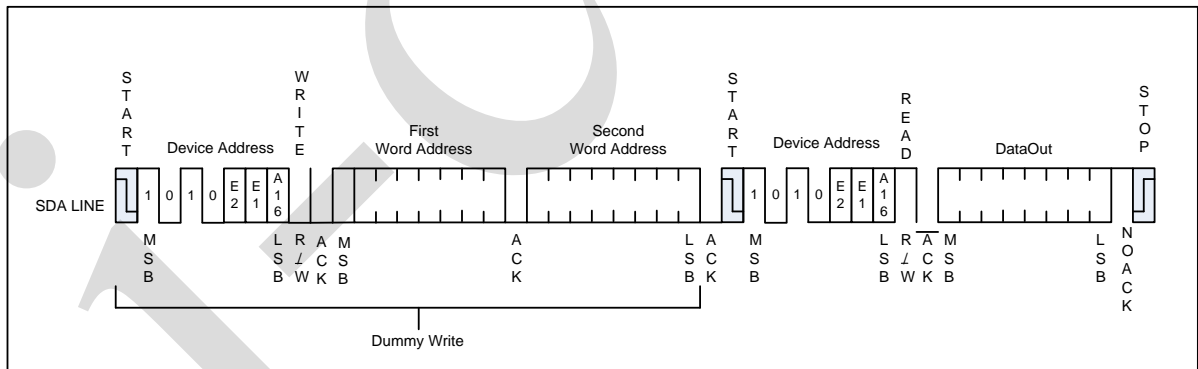 START
WRITE
START
READ
STOP
Device Address
First
Word Address
Second
Word Address
Device Address
DataOut
SDA LINE
1 0 1 0 E2 E1 A16
1 0 1 0 E2 E1 A16
MSB
LSB
R/W
ACK
MSB
ACK
LSB
ACK
MSB
LSB
R/W
ACK
MSB
LSB
NOACK
Dummy Write